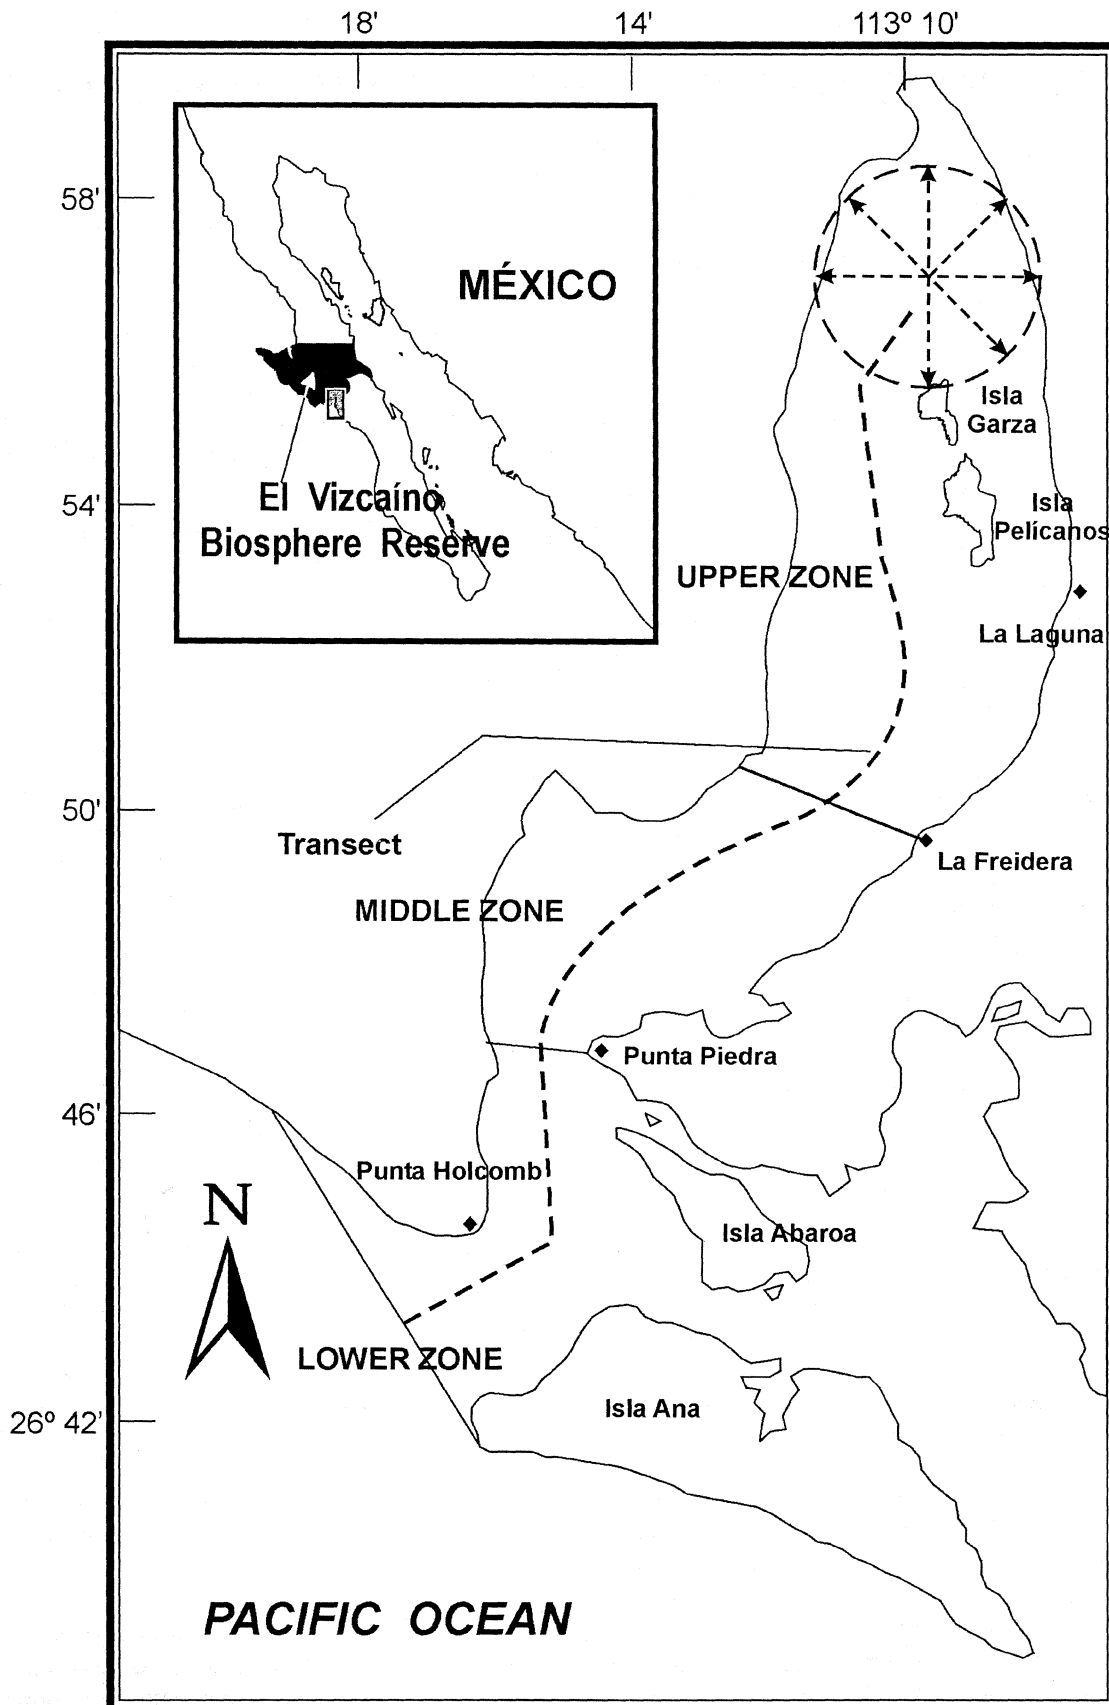 18'
14'
113º 10'
58'
MÉXICO
Isla
Garza
El Vizcaíno
Biosphere Reserve
54'
Isla
Pelícanos
UPPER ZONE
La Laguna
50'
Transect
La Freidera
MIDDLE ZONE
Punta Piedra
46'
Punta Holcomb
N
Isla Abaroa
LOWER ZONE
Isla Ana
26º 42'
PACIFIC OCEAN